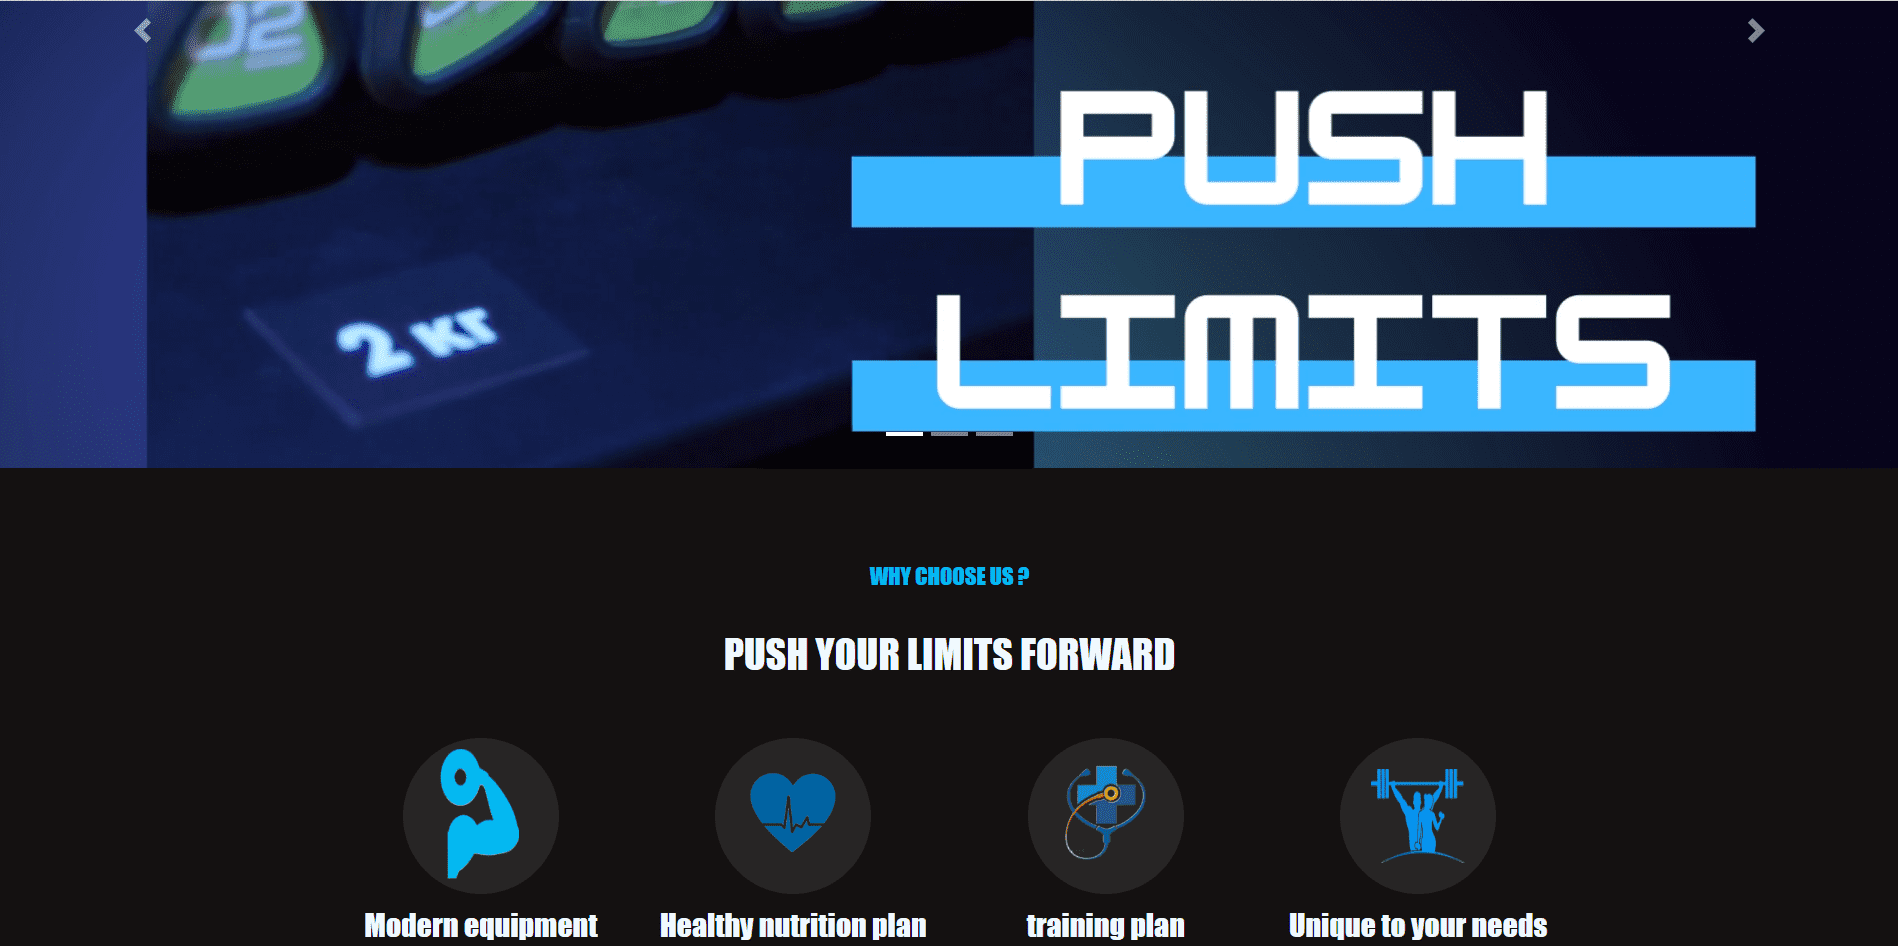 PUSH
LIMITS
2 кг
WHY CHOOSE US ?
PUSH YOUR LIMITS FORWARD
Modern equipment
Healthy nutrition plan
training plan
Unique to your needs